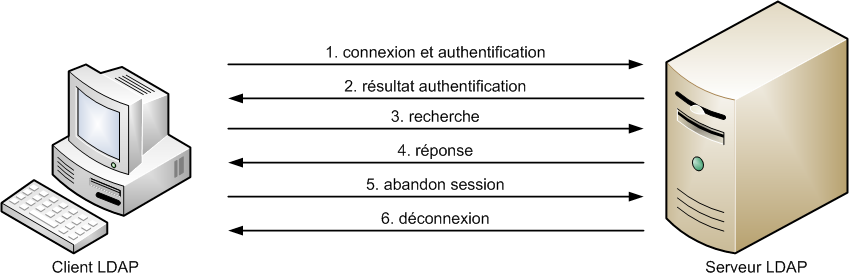 1. connexion et authentification
2. résultat authentification
3. recherche
4. réponse
5. abandon session
6. déconnexion
Client LDAP
Serveur LDAP